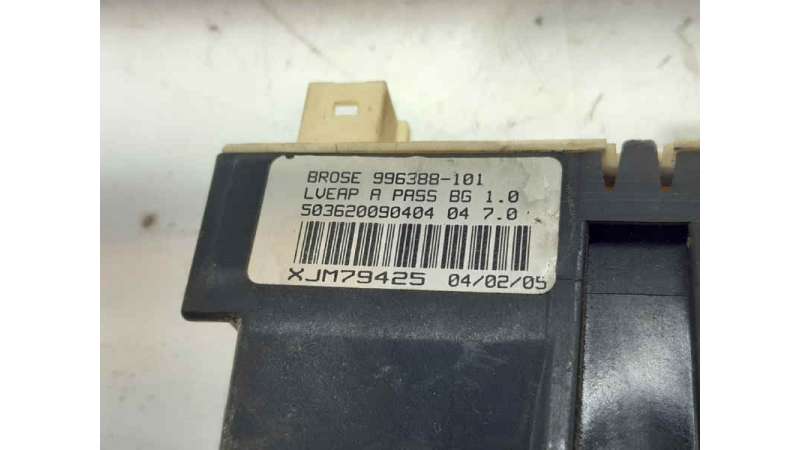 BROSE 996388-101
LVEAP A PASS BG 1.0
503620090404 04 7.0
XJM79425 04/02/05